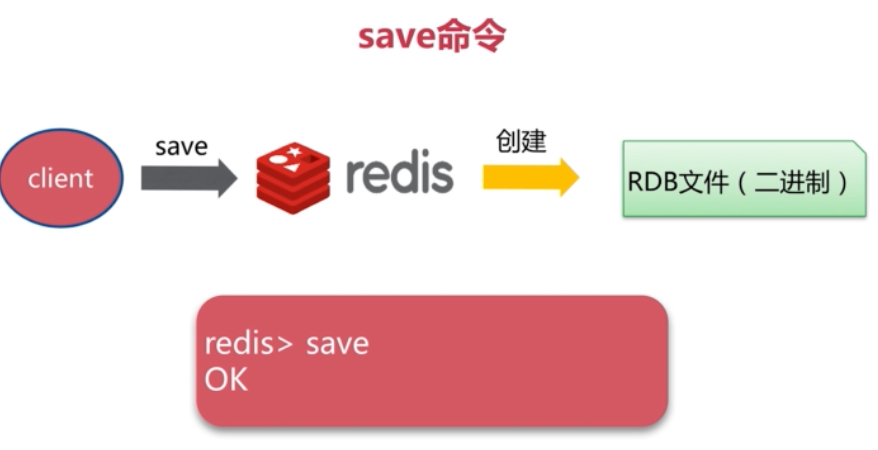 save命令
client
save
redis
创建
RDB文件（二进制）
redis> save
OK